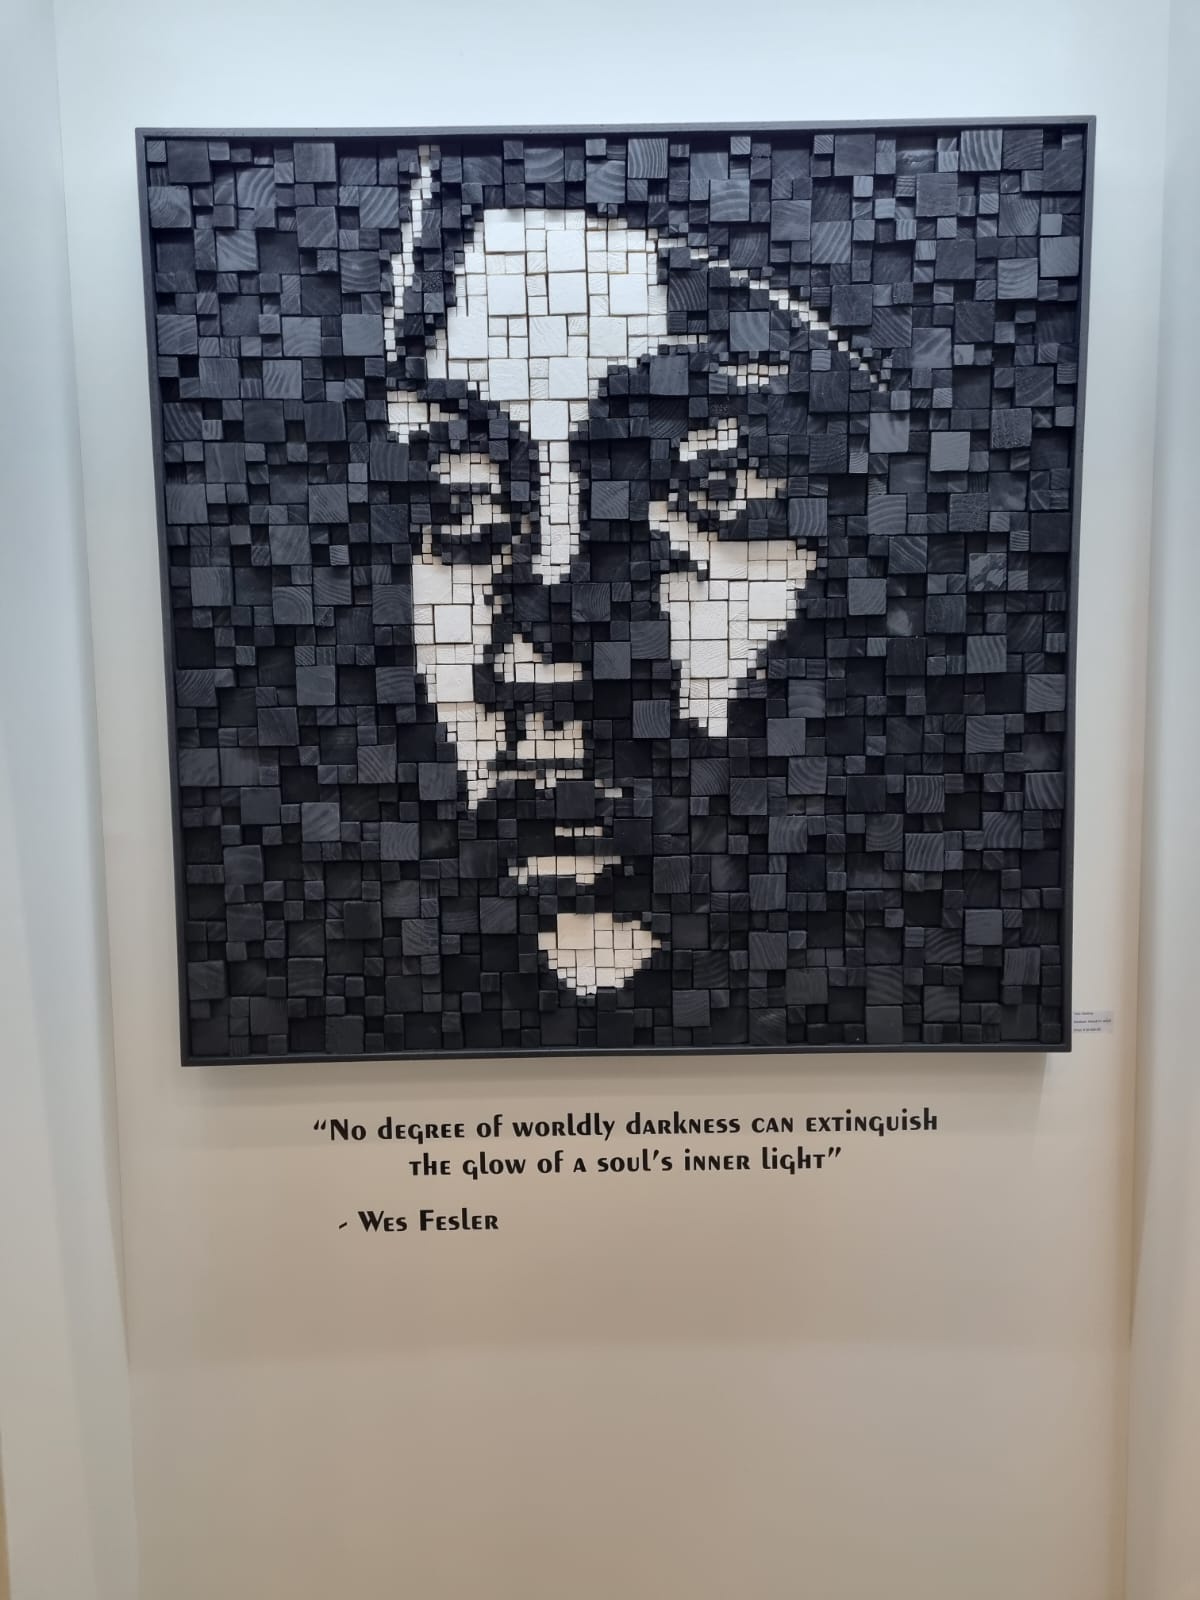 “No degree of worldly darkness can extinguish
the glow of a soul’s inner light”
- Wes Fesler